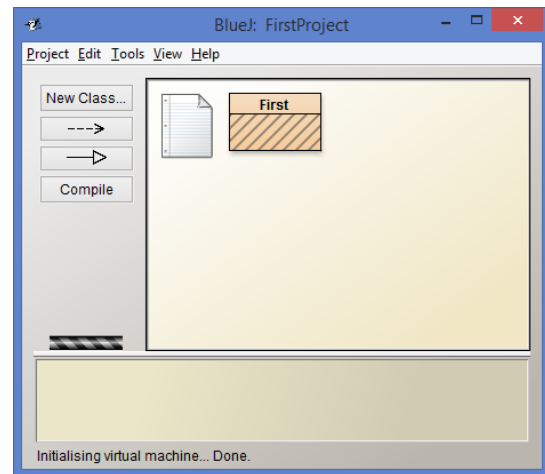 BlueJ: FirstProject
Project Edit Tools View Help
New Class...
First
Compile
Initialising virtual machine... Done.